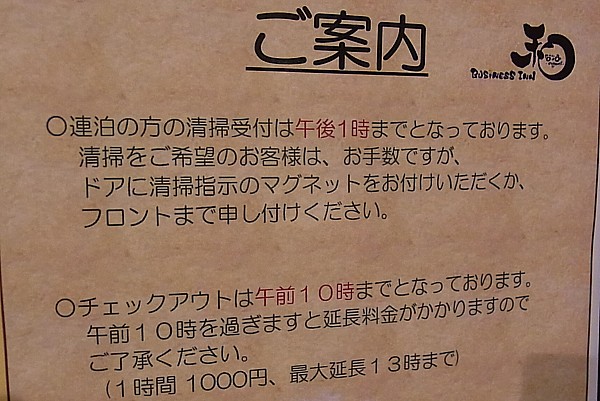 ご案内
和
BUSINESS INN
○連泊の方の清掃受付は午後1時までとなっております。
清掃をご希望のお客様は、お手数ですが、
ドアに清掃指示のマグネットをお付けいただくか、
フロントまで申し付けください。
○チェックアウトは午前10時までとなっております。
午前10時を過ぎますと延長料金がかかりますので
ご了承ください。
(1時間 1000円、最大延長13時まで)